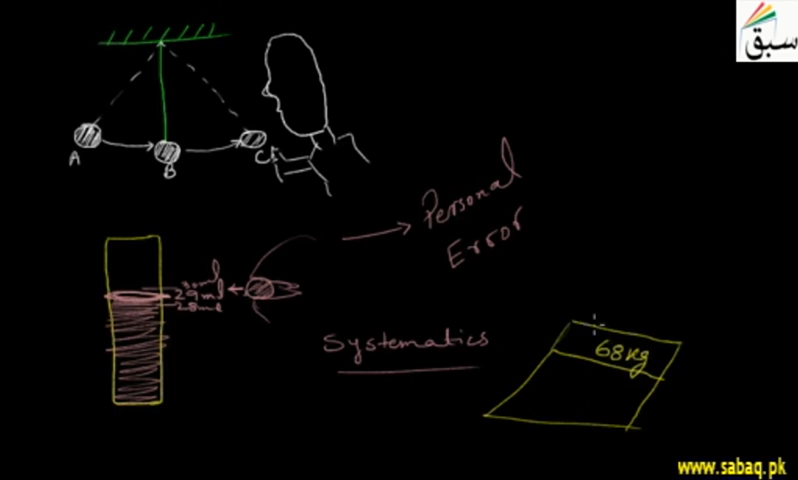 سبق
A
B
C
Personal
Error
30ml
29ml
28ml
Systematics
68kg
www.sabaq.pk